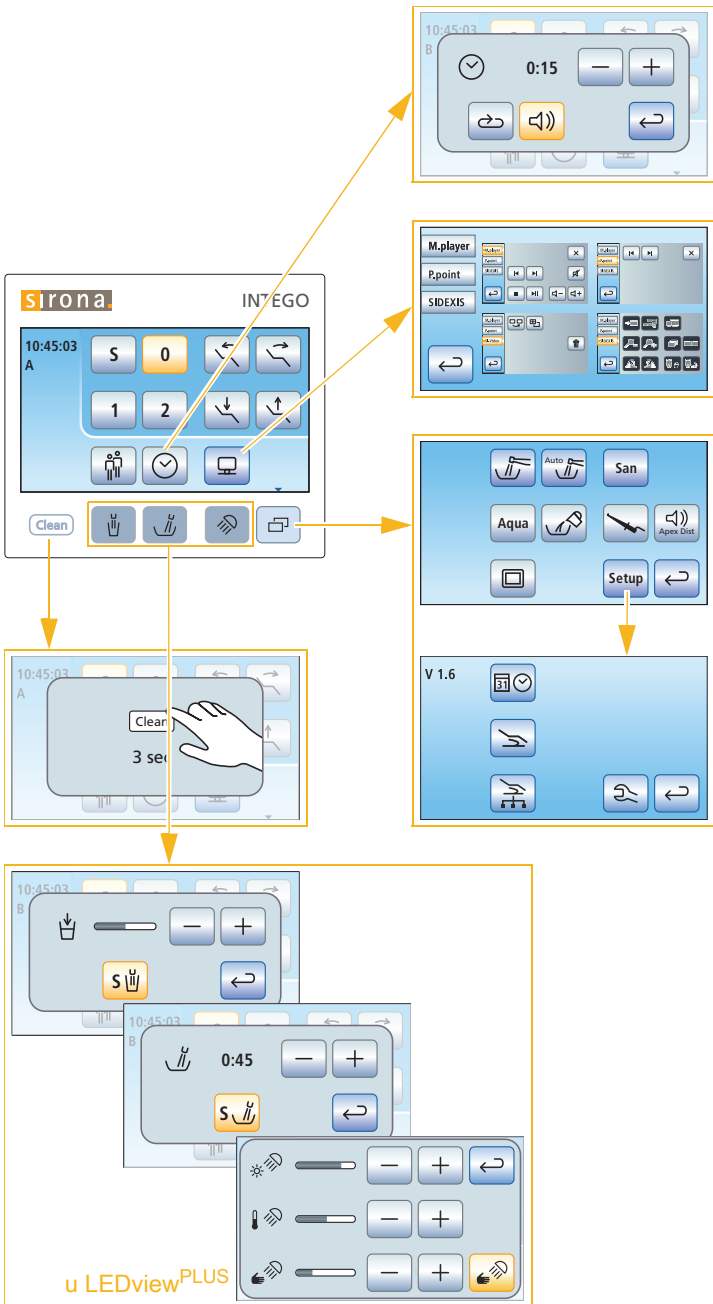 10:45:03
B
0:15
M.player
P.point
SIDEXIS
sirona.
INTEGO
10:45:03
A
S
0
1
2
Clean
Auto
San
Aqua
Apex Dist
Setup
V 1.6
31
10:45:03
A
Clean
3 sec
10:45:03
B
S
10:45:03
B
0:45
S
u LEDviewPLUS